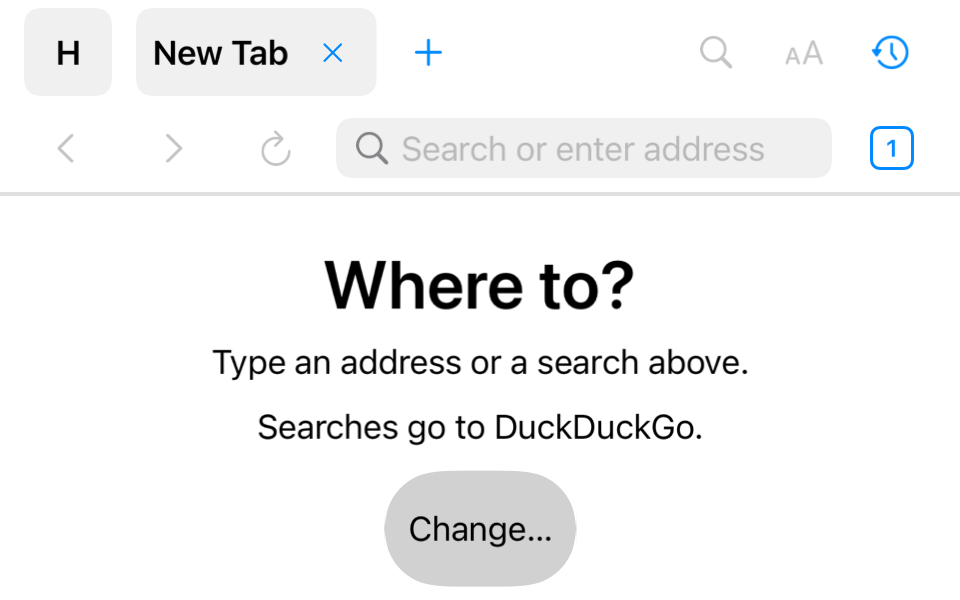 H
New Tab
AA
Search or enter address
1
Where to?
Type an address or a search above.
Searches go to DuckDuckGo.
Change...